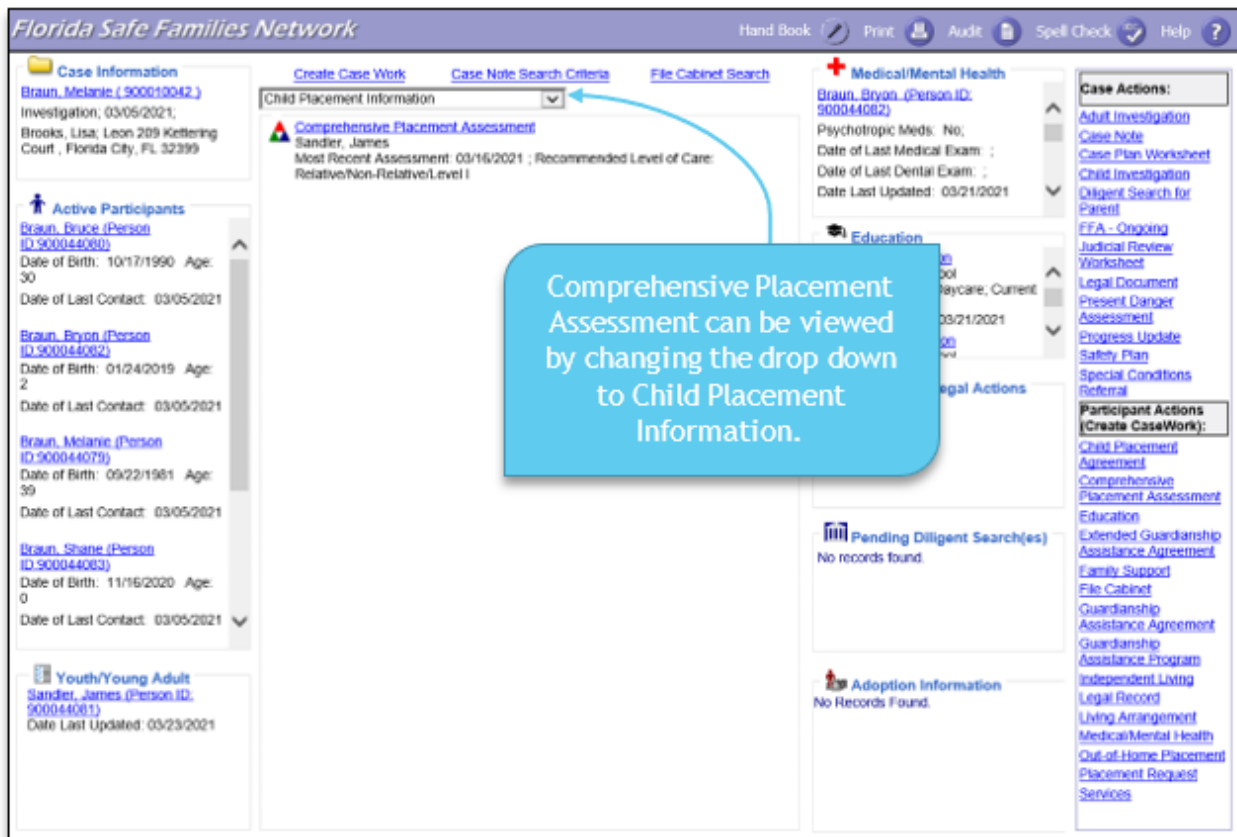 Florida Safe Families Network
Hand Book Print Audit Spell Check Help ?
Case Information
Braun, Melanie ( 900010042 )
Investigation; 03/05/2021;
Brooks, Lisa; Leon 209 Kettering
Court , Florida City, FL 32399
Active Participants
Braun, Bruce (Person
ID:900044080)
Date of Birth: 10/17/1990 Age:
30
Date of Last Contact: 03/05/2021
Braun, Bryon (Person
ID:900044082)
Date of Birth: 01/24/2019 Age:
2
Date of Last Contact: 03/05/2021
Braun, Melanie (Person
ID:900044079)
Date of Birth: 09/22/1981 Age:
39
Date of Last Contact: 03/05/2021
Braun, Shane (Person
ID:900044083)
Date of Birth: 11/16/2020 Age:
0
Date of Last Contact: 03/05/2021
Youth/Young Adult
Sandler, James (Person ID:
900044081)
Date Last Updated: 03/23/2021
Create Case Work Case Note Search Criteria File Cabinet Search
Child Placement Information
Comprehensive Placement Assessment
Sandler, James
Most Recent Assessment: 03/16/2021 ; Recommended Level of Care:
Relative/Non-Relative/Level I
Comprehensive Placement
Assessment can be viewed
by changing the drop down
to Child Placement
Information.
Medical/Mental Health
Braun, Bryon (Person ID:
900044082)
Psychotropic Meds: No;
Date of Last Medical Exam: ;
Date of Last Dental Exam: ;
Date Last Updated: 03/21/2021
Education
Daycare, Current
03/21/2021
egal Actions
Pending Diligent Search(es)
No records found.
Adoption Information
No Records Found.
Case Actions:
Adult Investigation
Case Note
Case Plan Worksheet
Child Investigation
Diligent Search for
Parent
FFA - Ongoing
Judicial Review
Worksheet
Legal Document
Present Danger
Assessment
Progress Update
Safety Plan
Special Conditions
Referral
Participant Actions
(Create CaseWork):
Child Placement
Agreement
Comprehensive
Placement Assessment
Education
Extended Guardianship
Assistance Agreement
Family Support
File Cabinet
Guardianship
Assistance Agreement
Guardianship
Assistance Program
Independent Living
Legal Record
Living Arrangement
Medical/Mental Health
Out-of-Home Placement
Placement Request
Services